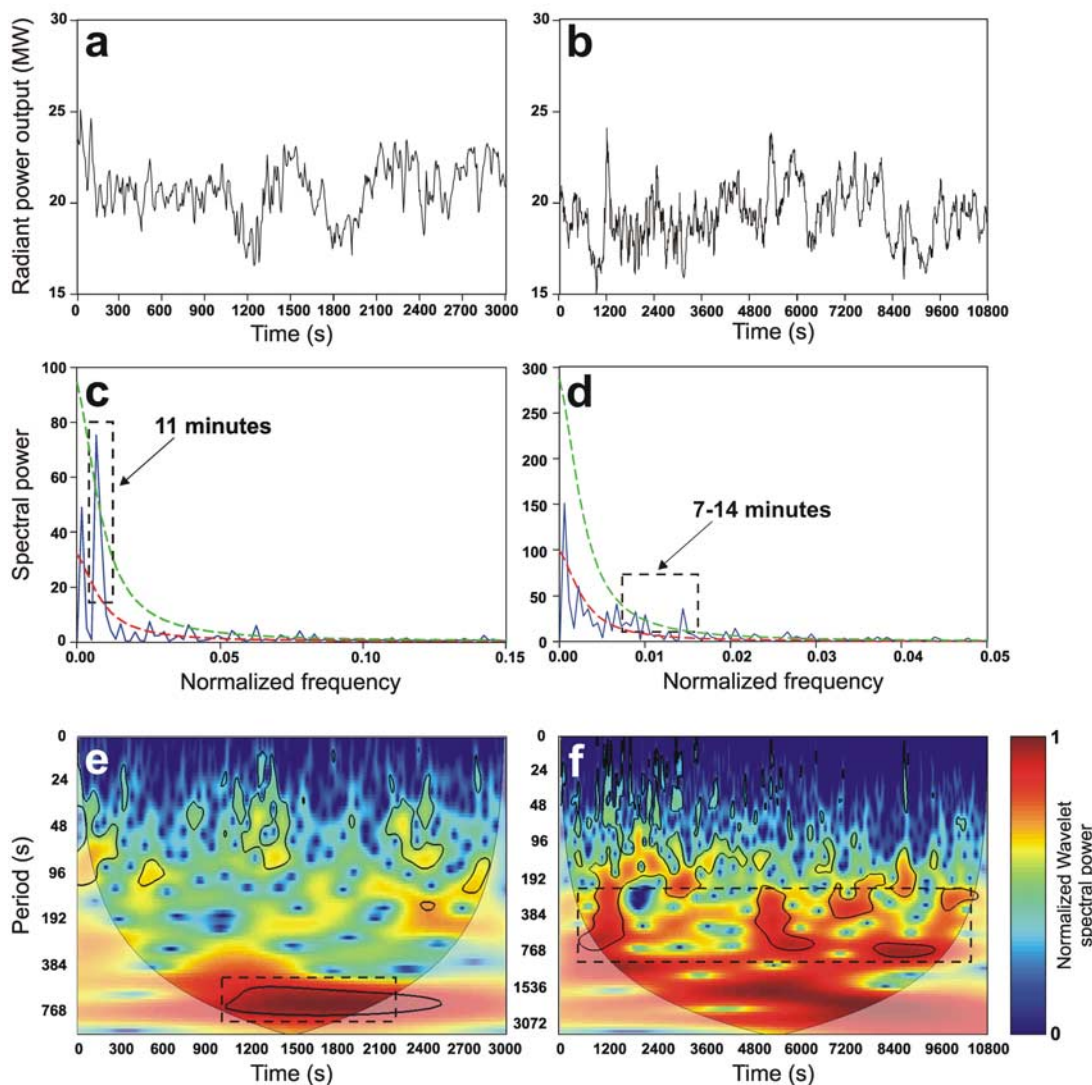 a
b
Radiant power output (MW)
30
25
20
15
0 300 600 900 1200 1500 1800 2100 2400 2700 3000
Time (s)
30
25
20
15
0 1200 2400 3600 4800 6000 7200 8400 9600 10800
Time (s)
c
11 minutes
Spectral power
100
80
60
40
20
0
0.00 0.05 0.10 0.15
Normalized frequency
d
7-14 minutes
300
250
200
150
100
50
0
0.00 0.01 0.02 0.03 0.04 0.05
Normalized frequency
e
Period (s)
0
24
48
96
192
384
768
0 300 600 900 1200 1500 1800 2100 2400 2700 3000
Time (s)
f
0
24
48
96
192
384
768
1536
3072
0 1200 2400 3600 4800 6000 7200 8400 9600 10800
Time (s)
1
0
Normalized Wavelet
spectral power